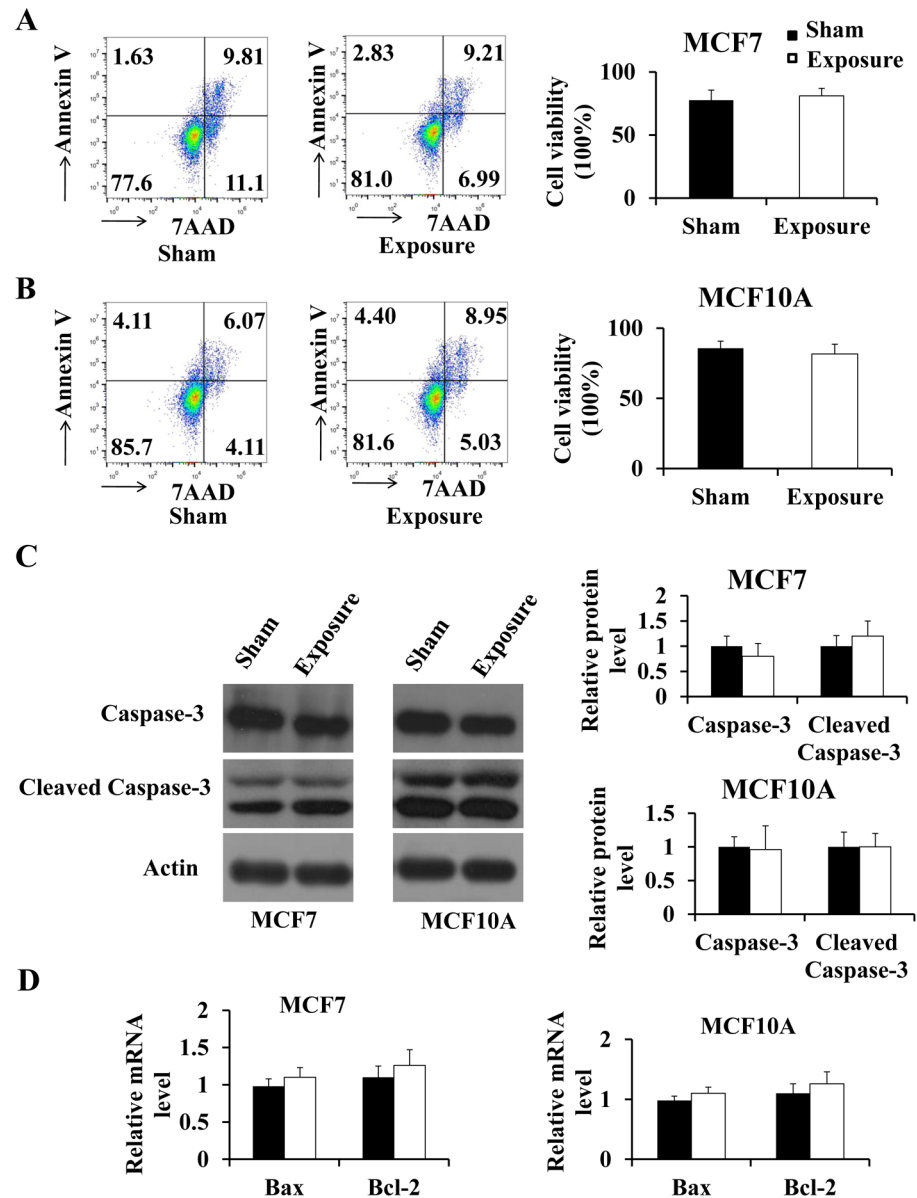 A
Annexin V
1.63 9.81
77.6 11.1
7AAD
Sham
Annexin V
2.83 9.21
81.0 6.99
7AAD
Exposure
MCF7
Sham
Exposure
Cell viability
(100%)
100
50
0
Sham Exposure
B
Annexin V
4.11 6.07
85.7 4.11
7AAD
Sham
Annexin V
4.40 8.95
81.6 5.03
7AAD
Exposure
MCF10A
Cell viability
(100%)
100
50
0
Sham Exposure
C
Sham Exposure Sham Exposure
Caspase-3
Cleaved Caspase-3
Actin
MCF7 MCF10A
MCF7
Relative protein
level
2
1.5
1
0.5
0
Caspase-3 Cleaved
Caspase-3
MCF10A
Relative protein
level
1.5
1
0.5
0
Caspase-3 Cleaved
Caspase-3
D
MCF7
Relative mRNA
level
2
1.5
1
0.5
0
Bax Bcl-2
MCF10A
Relative mRNA
level
2
1
0
Bax Bcl-2